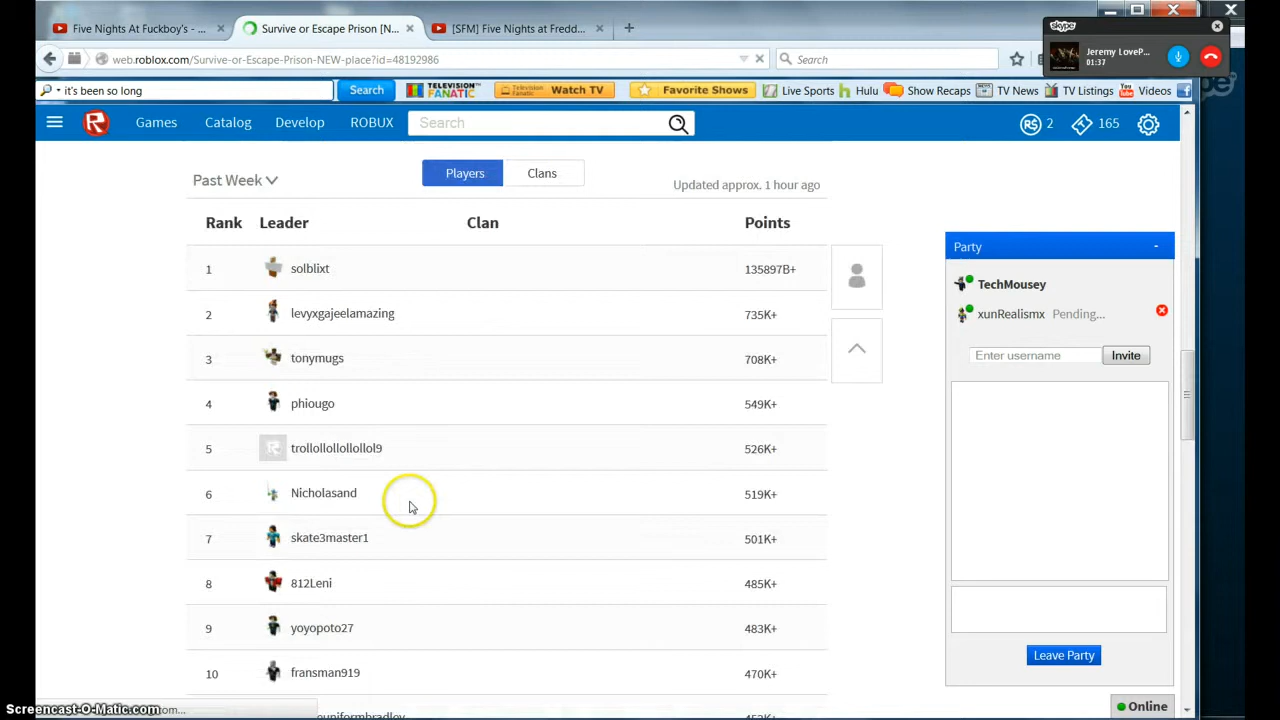 Five Nights At Fuckboy's - ...
Survive or Escape Prison [N...
[SFM] Five Nights at Fredd...
skype
Jeremy LoveP...
01:37
web.roblox.com/Survive-or-Escape-Prison-NEW-place?id=48192986
Search
it's been so long
Search
TELEVISION FANATIC
Television Fanatic
Watch TV
Favorite Shows
Live Sports
Hulu
Show Recaps
TV News
TV Listings
Videos
Games
Catalog
Develop
ROBUX
Search
R$ 2
165
Past Week
Players
Clans
Updated approx. 1 hour ago
Rank Leader Clan Points
1 solblixt 135897B+
2 levyxgajeelamazing 735K+
3 tonymugs 708K+
4 phiougo 549K+
5 trollollollollollol9 526K+
6 Nicholasand 519K+
7 skate3master1 501K+
8 812Leni 485K+
9 yoyopoto27 483K+
10 fransman919 470K+
Party
TechMousey
xunRealismx Pending...
Enter username
Invite
Leave Party
Online
Screencast-O-Matic.com